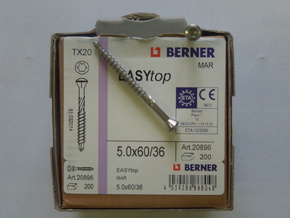 TX20
BERNER
MAR
EASYtop
ETA
BERNER
5.0x60/36
Art.20896
200
EASYtop
MAR
5.0x60/36
Art.20896
200